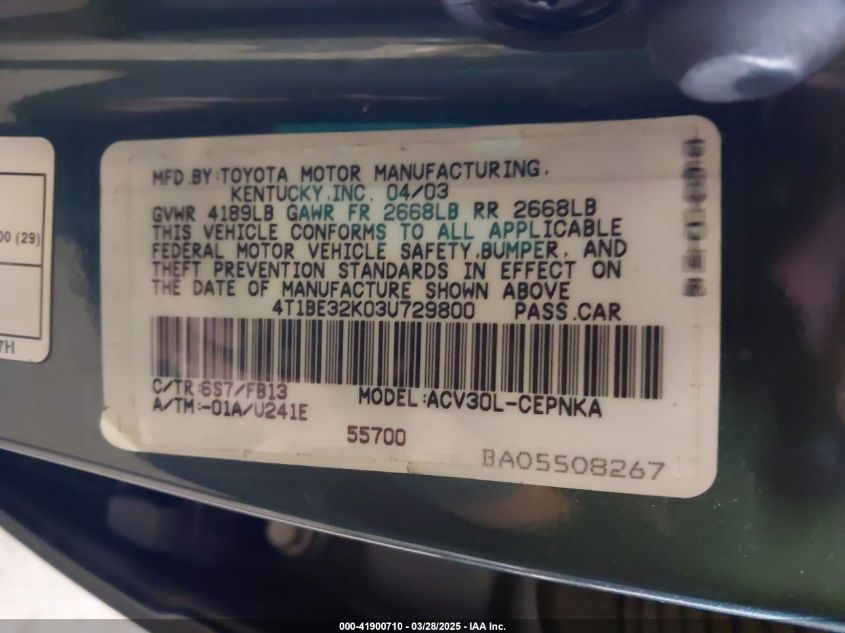 00 (29)
7H
MFD.BY:TOYOTA MOTOR MANUFACTURING,
KENTUCKY,INC. 04/03
GVWR 4189LB GAWR FR 2668LB RR 2668LB
THIS VEHICLE CONFORMS TO ALL APPLICABLE
FEDERAL MOTOR VEHICLE SAFETY,BUMPER, AND
THEFT PREVENTION STANDARDS IN EFFECT ON
THE DATE OF MANUFACTURE SHOWN ABOVE
4T1BE32K03U729800 PASS.CAR
C/TR:6S7/FB13
A/TM:-01A/U241E
MODEL:ACV30L-CEPNKA
55700
BA05508267
000-41900710 | 03/28/2025 | IAA Inc.